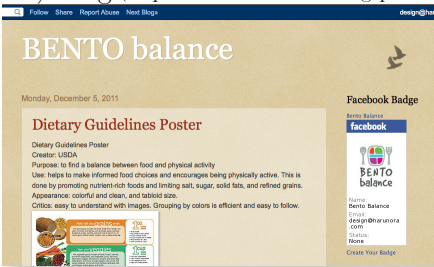 Follow Share Report Abuse Next Blog»
BENTO balance
Monday, December 5, 2011
Dietary Guidelines Poster
Dietary Guidelines Poster
Creator: USDA
Purpose: to find a balance between food and physical activity
Use: helps to make informed food choices and encourages being physically active. This is
done by promoting nutrient-rich foods and limiting salt, sugar, solid fats, and refined grains.
Appearance: colorful and clean, and tabloid size.
Critics: easy to understand with images. Grouping by colors is efficient and easy to follow.
Facebook Badge
Bento Balance
facebook
BENTO
balance
Name:
Bento Balance
Email:
design@harunora
.com
Status:
None
Create Your Badge